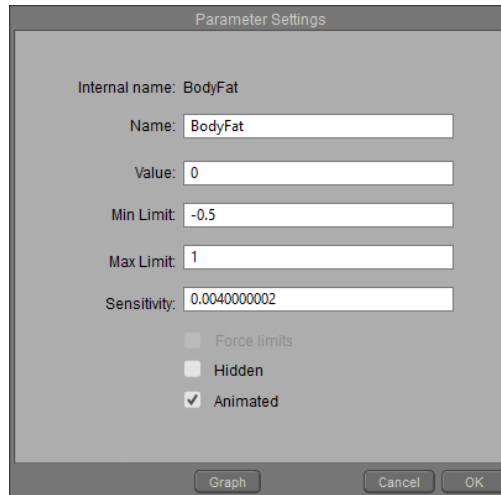 Parameter Settings
Internal name: BodyFat
Name: BodyFat
Value: 0
Min Limit: -0.5
Max Limit: 1
Sensitivity: 0.0040000002
Force limits
Hidden
Animated
Graph Cancel OK